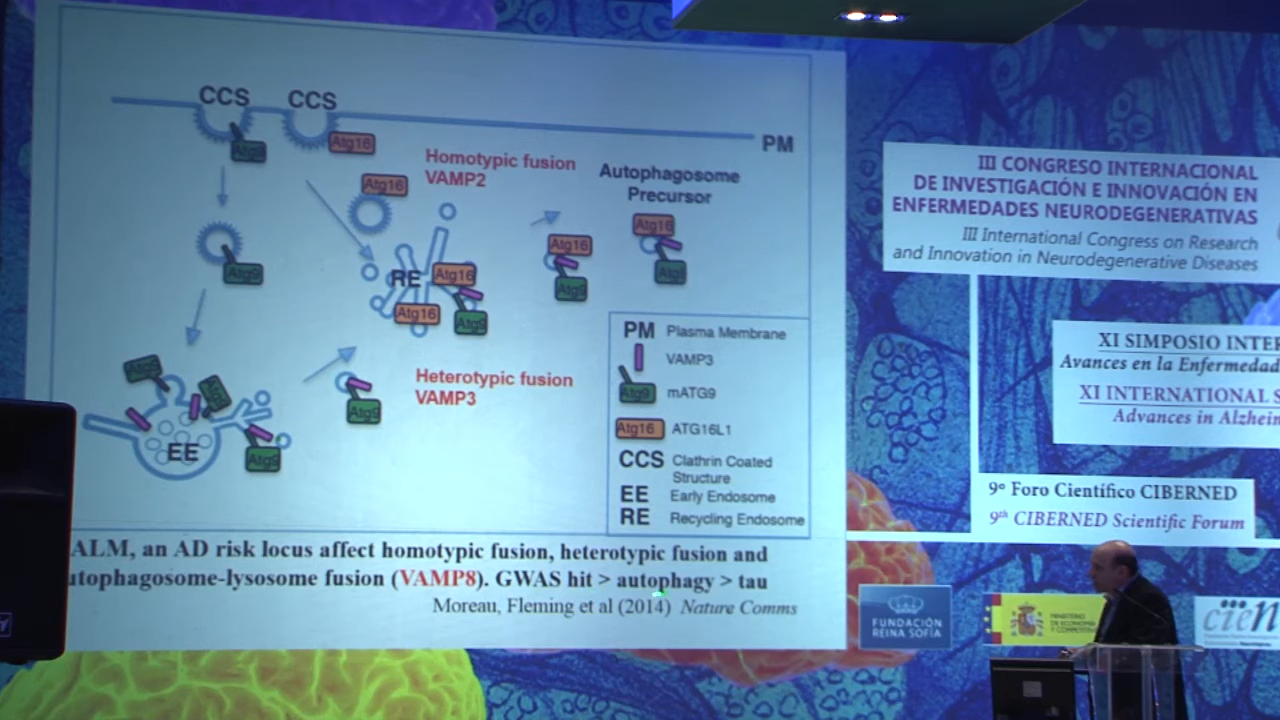 CCS
CCS
PM
Atg9
Atg16
Homotypic fusion
VAMP2
Autophagosome
Precursor
Atg16
Atg16
Atg16
Atg9
RE
Atg16
Atg9
Atg9
Atg16
Atg9
Heterotypic fusion
VAMP3
Atg9
EE
Atg9
PM Plasma Membrane
VAMP3
Atg9 mATG9
Atg16 ATG16L1
CCS Clathrin Coated
Structure
EE Early Endosome
RE Recycling Endosome
ALM, an AD risk locus affect homotypic fusion, heterotypic fusion and
utophagosome-lysosome fusion (VAMP8). GWAS hit > autophagy > tau
Moreau, Fleming et al (2014) Nature Comms
III CONGRESO INTERNACIONAL
DE INVESTIGACIÓN E INNOVACIÓN EN
ENFERMEDADES NEURODEGENERATIVAS
III International Congress on Research
and Innovation in Neurodegenerative Diseases
XI SIMPOSIO INTER
Avances en la Enfermedad
XI INTERNATIONAL S
Advances in Alzhein
9º Foro Científico CIBERNED
9th CIBERNED Scientific Forum
FUNDACIÓN
REINA SOFÍA
MINISTERIO
DE ECONOMÍA
Y COMPETITIV
cien